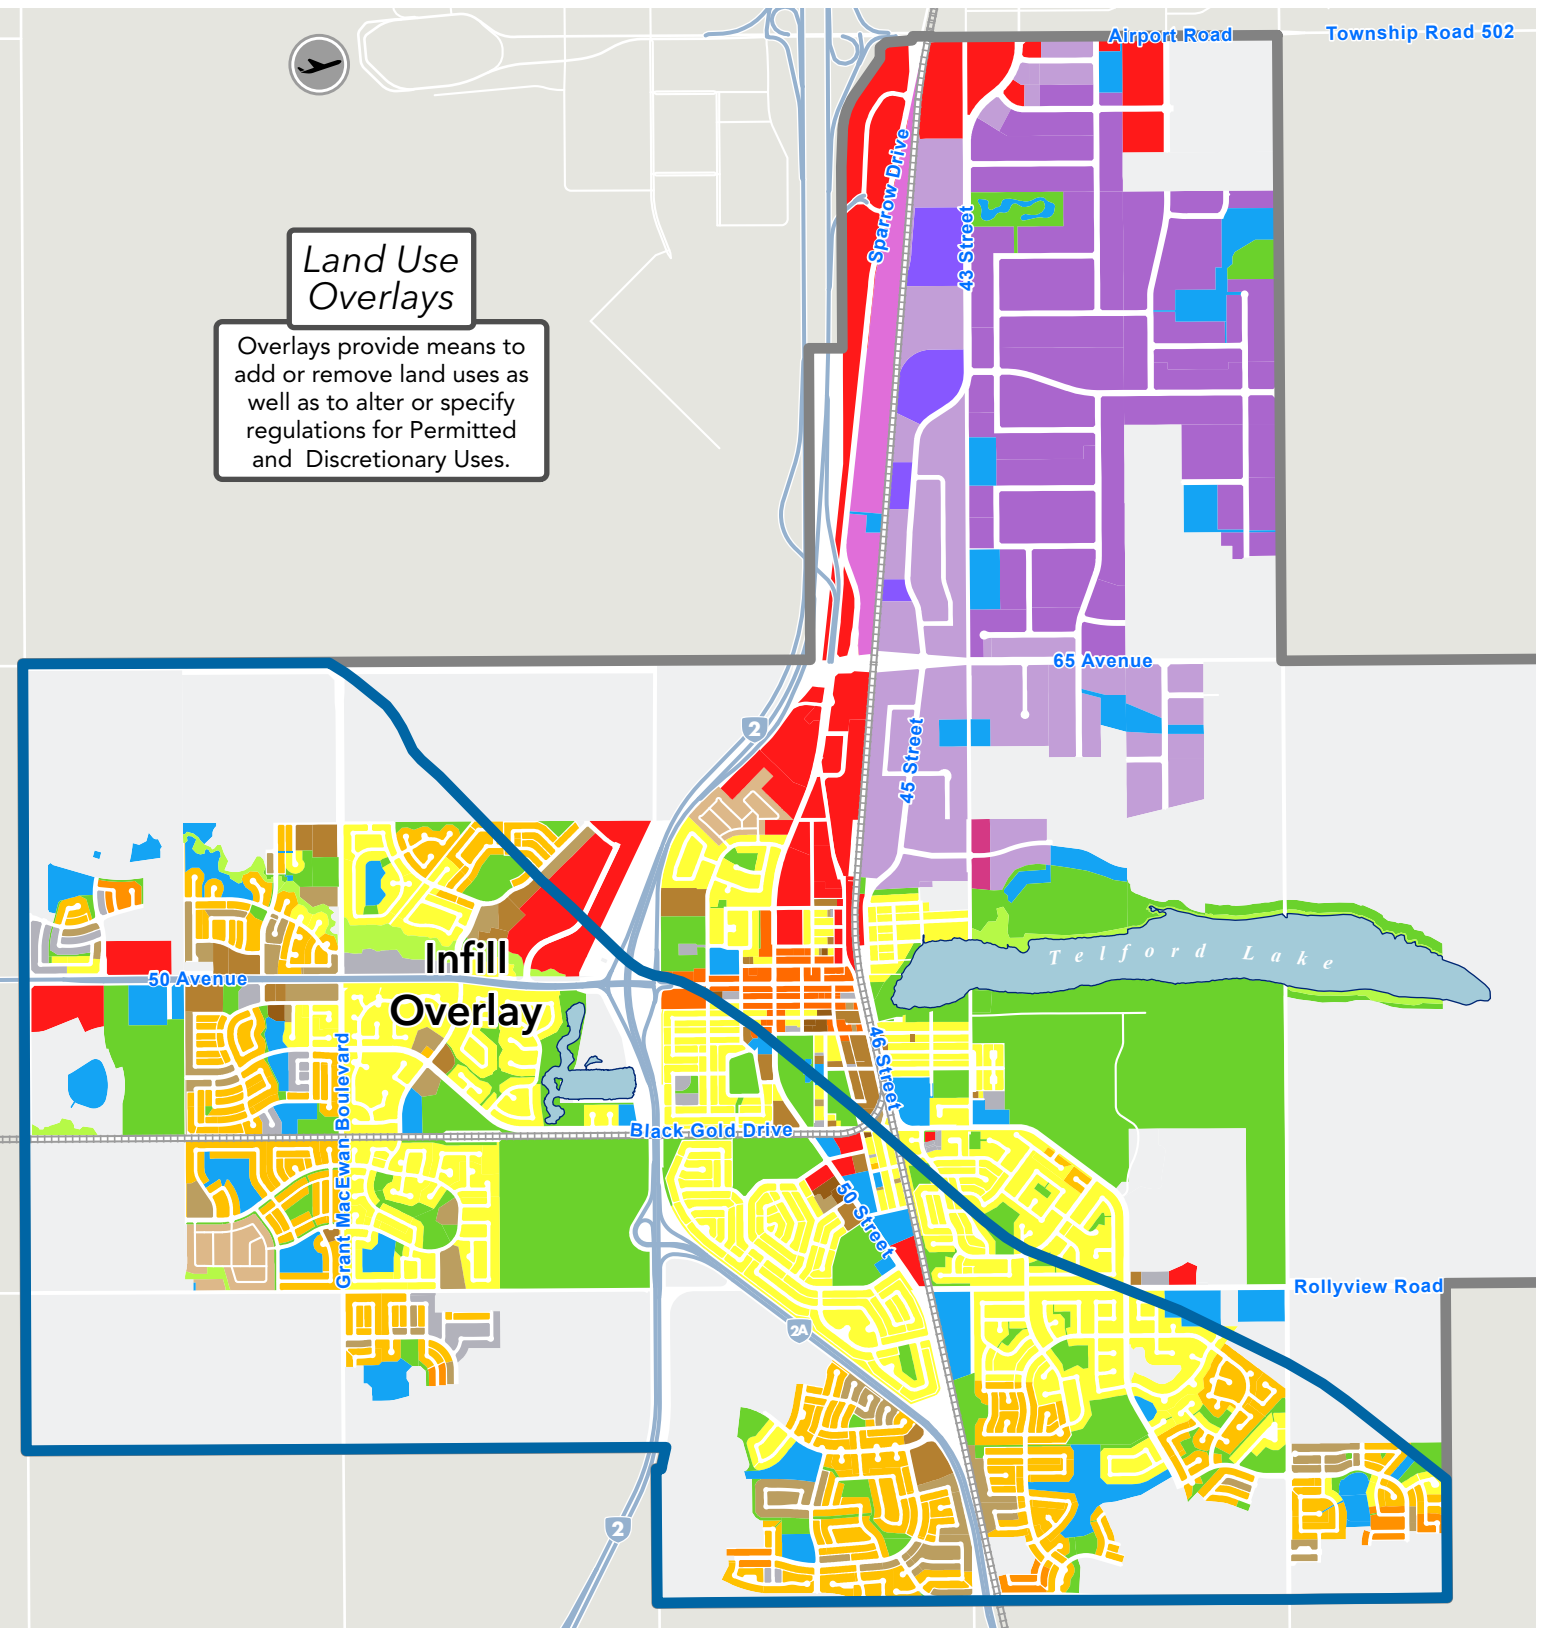 Airport Road
Township Road 502
Sparrow Drive
43 Street
Land Use
Overlays
Overlays provide means to
add or remove land uses as
well as to alter or specify
regulations for Permitted
and Discretionary Uses.
65 Avenue
2
45 Street
Infill
Overlay
50 Avenue
Telford Lake
46 Street
Grant MacEwan Boulevard
Black Gold Drive
50 Street
Rollyview Road
2A
2